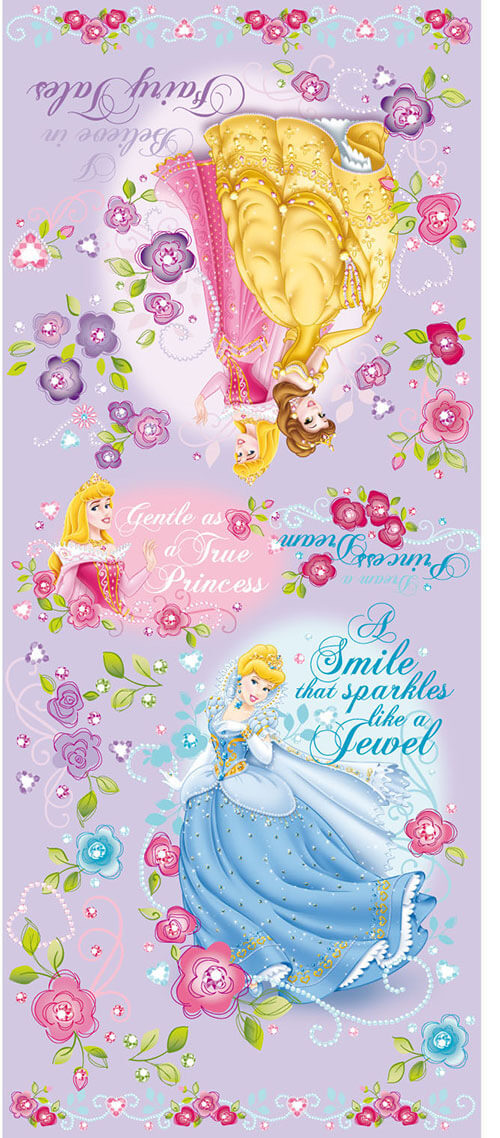 I
Believe in
Fairy Tales
Gentle as
a True
Princess
Dream a
Princess Dream
A
Smile
that sparkles
like a
Jewel